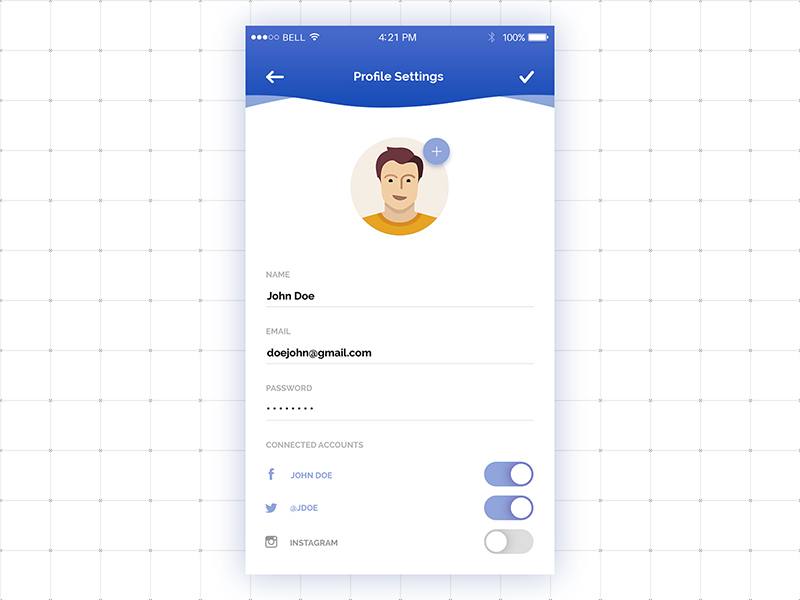 BELL 4:21 PM 100%
Profile Settings
NAME
John Doe
EMAIL
doejohn@gmail.com
PASSWORD
CONNECTED ACCOUNTS
JOHN DOE
@JDOE
INSTAGRAM